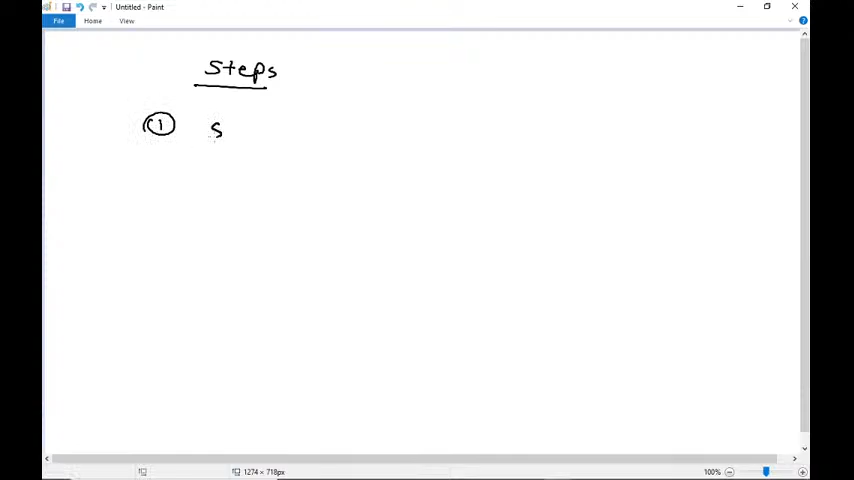 Untitled - Paint
File Home View
Steps
1 S
1274 × 718px 100%